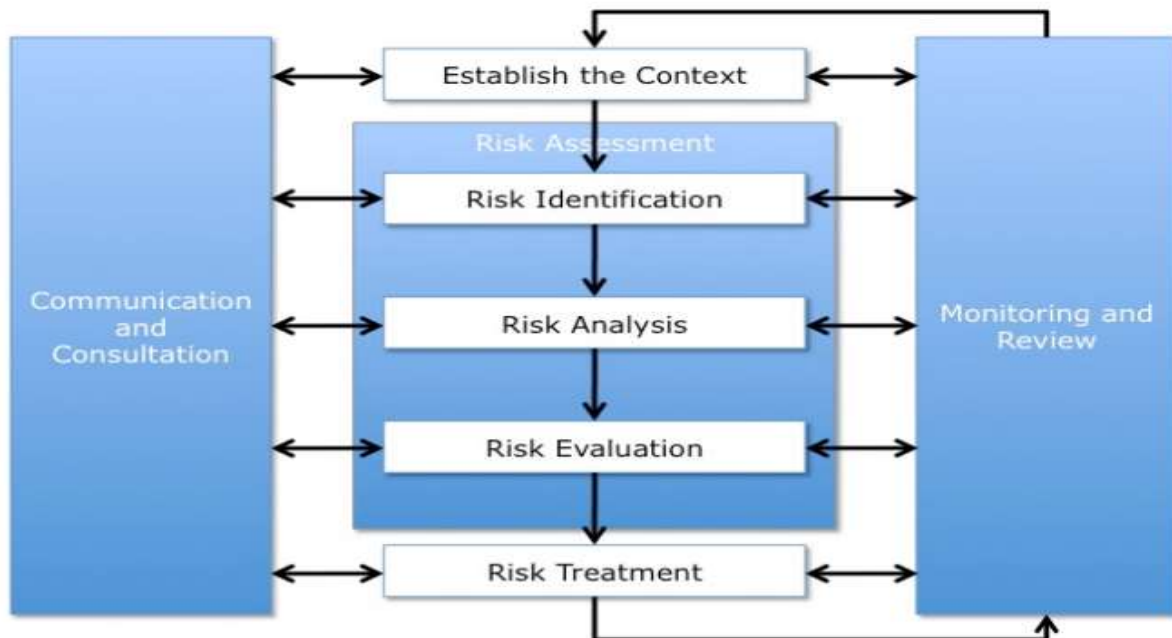 Establish the Context
Risk Assessment
Risk Identification
Communication
and
Consultation
Risk Analysis
Monitoring and
Review
Risk Evaluation
Risk Treatment